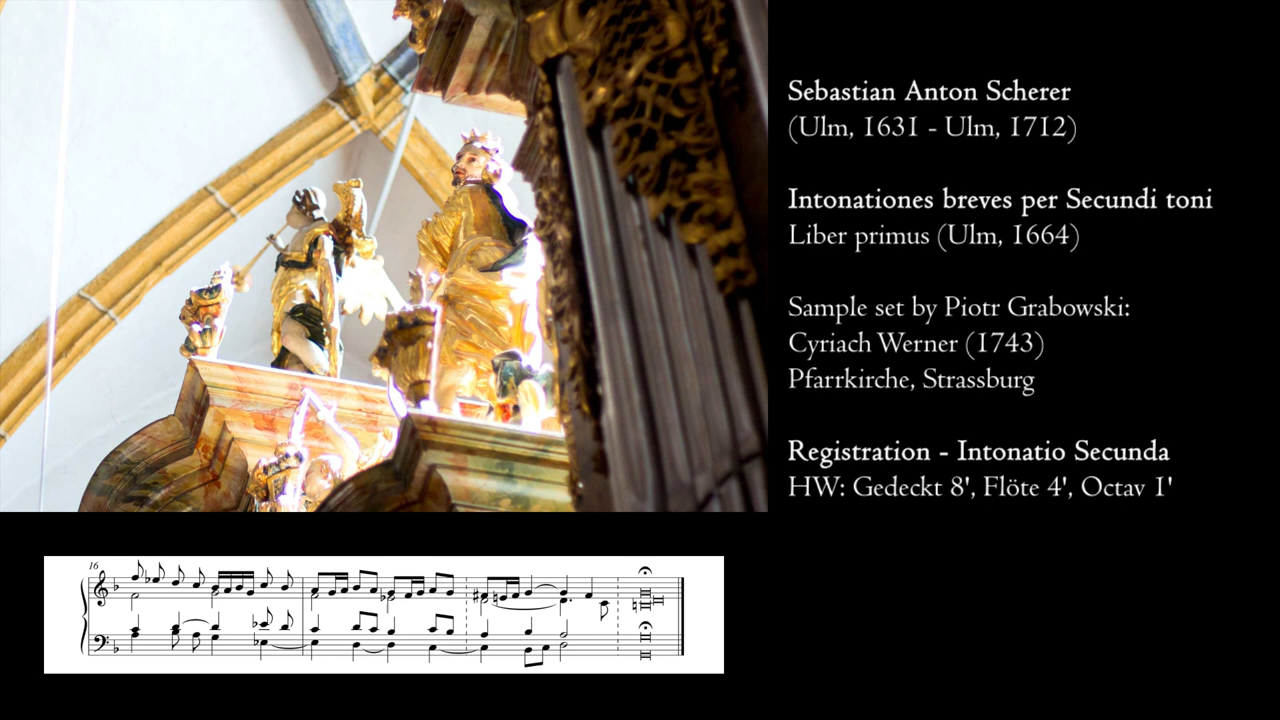 Sebastian Anton Scherer
(Ulm, 1631 - Ulm, 1712)
Intonationes breves per Secundi toni
Liber primus (Ulm, 1664)
Sample set by Piotr Grabowski:
Cyriach Werner (1743)
Pfarrkirche, Strassburg
Registration - Intonatio Secunda
HW: Gedeckt 8', Flöte 4', Octav 1'
16